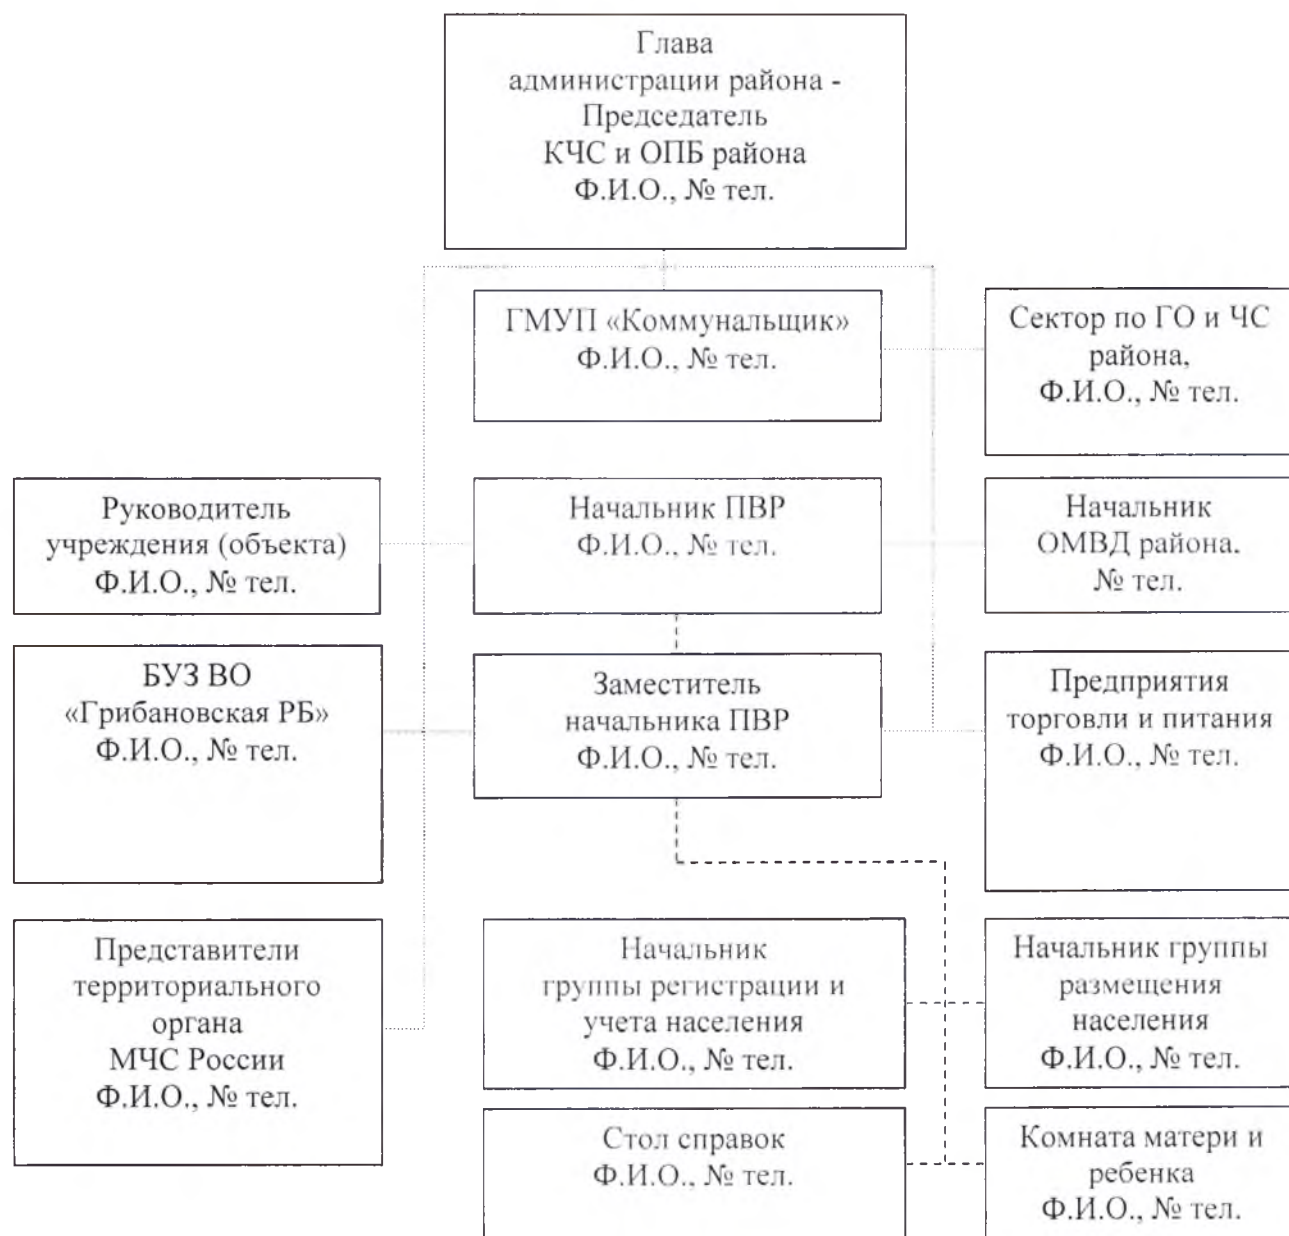 Глава
администрации района -
Председатель
КЧС и ОПБ района
Ф.И.О., № тел.
ГМУП «Коммунальщик»
Ф.И.О., № тел.
Сектор по ГО и ЧС
района,
Ф.И.О., № тел.
Руководитель
учреждения (объекта)
Ф.И.О., № тел.
Начальник ПВР
Ф.И.О., № тел.
Начальник
ОМВД района.
№ тел.
БУЗ ВО
«Грибановская РБ»
Ф.И.О., № тел.
Заместитель
начальника ПВР
Ф.И.О., № тел.
Предприятия
торговли и питания
Ф.И.О., № тел.
Представители
территориального
органа
МЧС России
Ф.И.О., № тел.
Начальник
группы регистрации и
учета населения
Ф.И.О., № тел.
Начальник группы
размещения
населения
Ф.И.О., № тел.
Стол справок
Ф.И.О., № тел.
Комната матери и
ребенка
Ф.И.О., № тел.